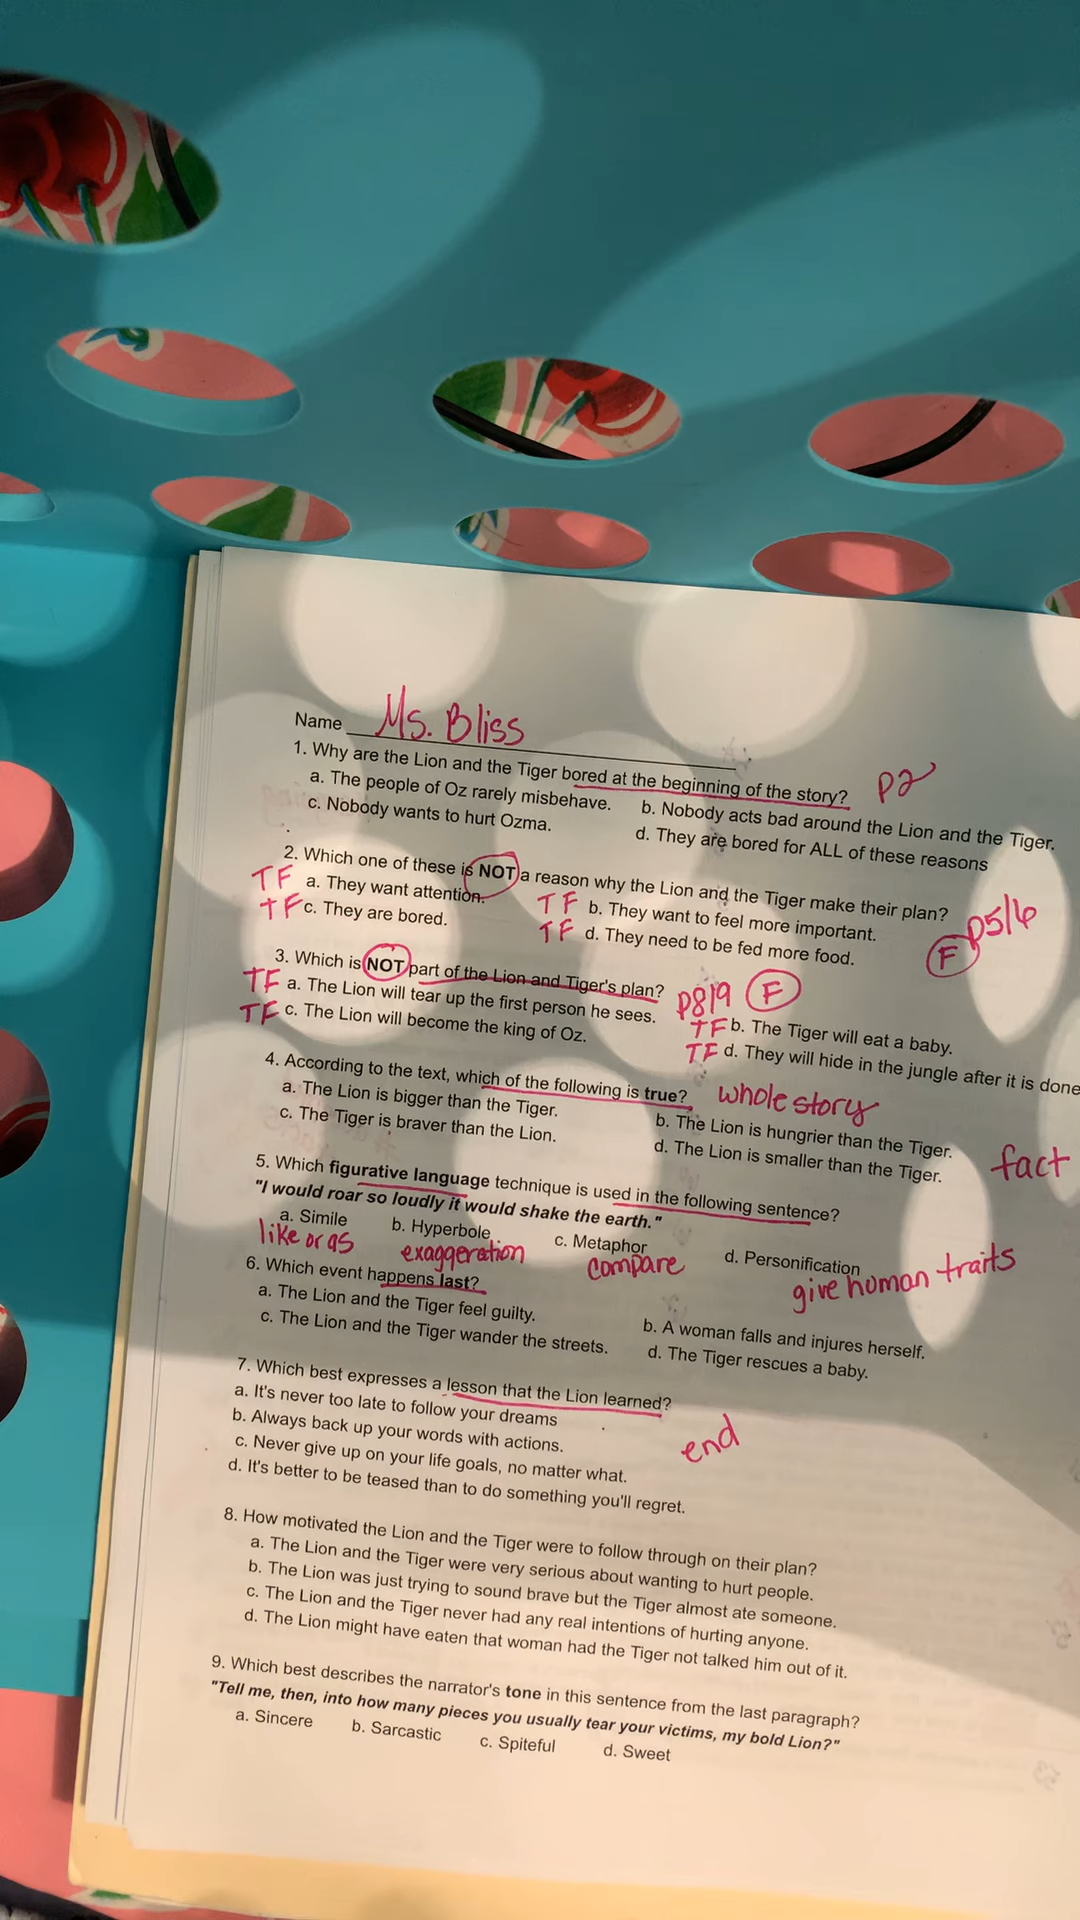 Name Ms. Bliss
1. Why are the Lion and the Tiger bored at the beginning of the story? p2
a. The people of Oz rarely misbehave. b. Nobody acts bad around the Lion and the Tiger.
c. Nobody wants to hurt Ozma. d. They are bored for ALL of these reasons
2. Which one of these is NOT a reason why the Lion and the Tiger make their plan? p5/6
TF a. They want attention. TF b. They want to feel more important.
TF c. They are bored. TF d. They need to be fed more food. F
3. Which is NOT part of the Lion and Tiger's plan? p8/9 F
TF a. The Lion will tear up the first person he sees. TF b. The Tiger will eat a baby.
TF c. The Lion will become the king of Oz. TF d. They will hide in the jungle after it is done
4. According to the text, which of the following is true? whole story
a. The Lion is bigger than the Tiger. b. The Lion is hungrier than the Tiger.
c. The Tiger is braver than the Lion. d. The Lion is smaller than the Tiger. fact
5. Which figurative language technique is used in the following sentence?
"I would roar so loudly it would shake the earth."
a. Simile b. Hyperbole c. Metaphor d. Personification
like or as exaggeration compare give human traits
6. Which event happens last?
a. The Lion and the Tiger feel guilty. b. A woman falls and injures herself.
c. The Lion and the Tiger wander the streets. d. The Tiger rescues a baby.
7. Which best expresses a lesson that the Lion learned?
a. It's never too late to follow your dreams
b. Always back up your words with actions. end
c. Never give up on your life goals, no matter what.
d. It's better to be teased than to do something you'll regret.
8. How motivated the Lion and the Tiger were to follow through on their plan?
a. The Lion and the Tiger were very serious about wanting to hurt people.
b. The Lion was just trying to sound brave but the Tiger almost ate someone.
c. The Lion and the Tiger never had any real intentions of hurting anyone.
d. The Lion might have eaten that woman had the Tiger not talked him out of it.
9. Which best describes the narrator's tone in this sentence from the last paragraph?
"Tell me, then, into how many pieces you usually tear your victims, my bold Lion?"
a. Sincere b. Sarcastic c. Spiteful d. Sweet